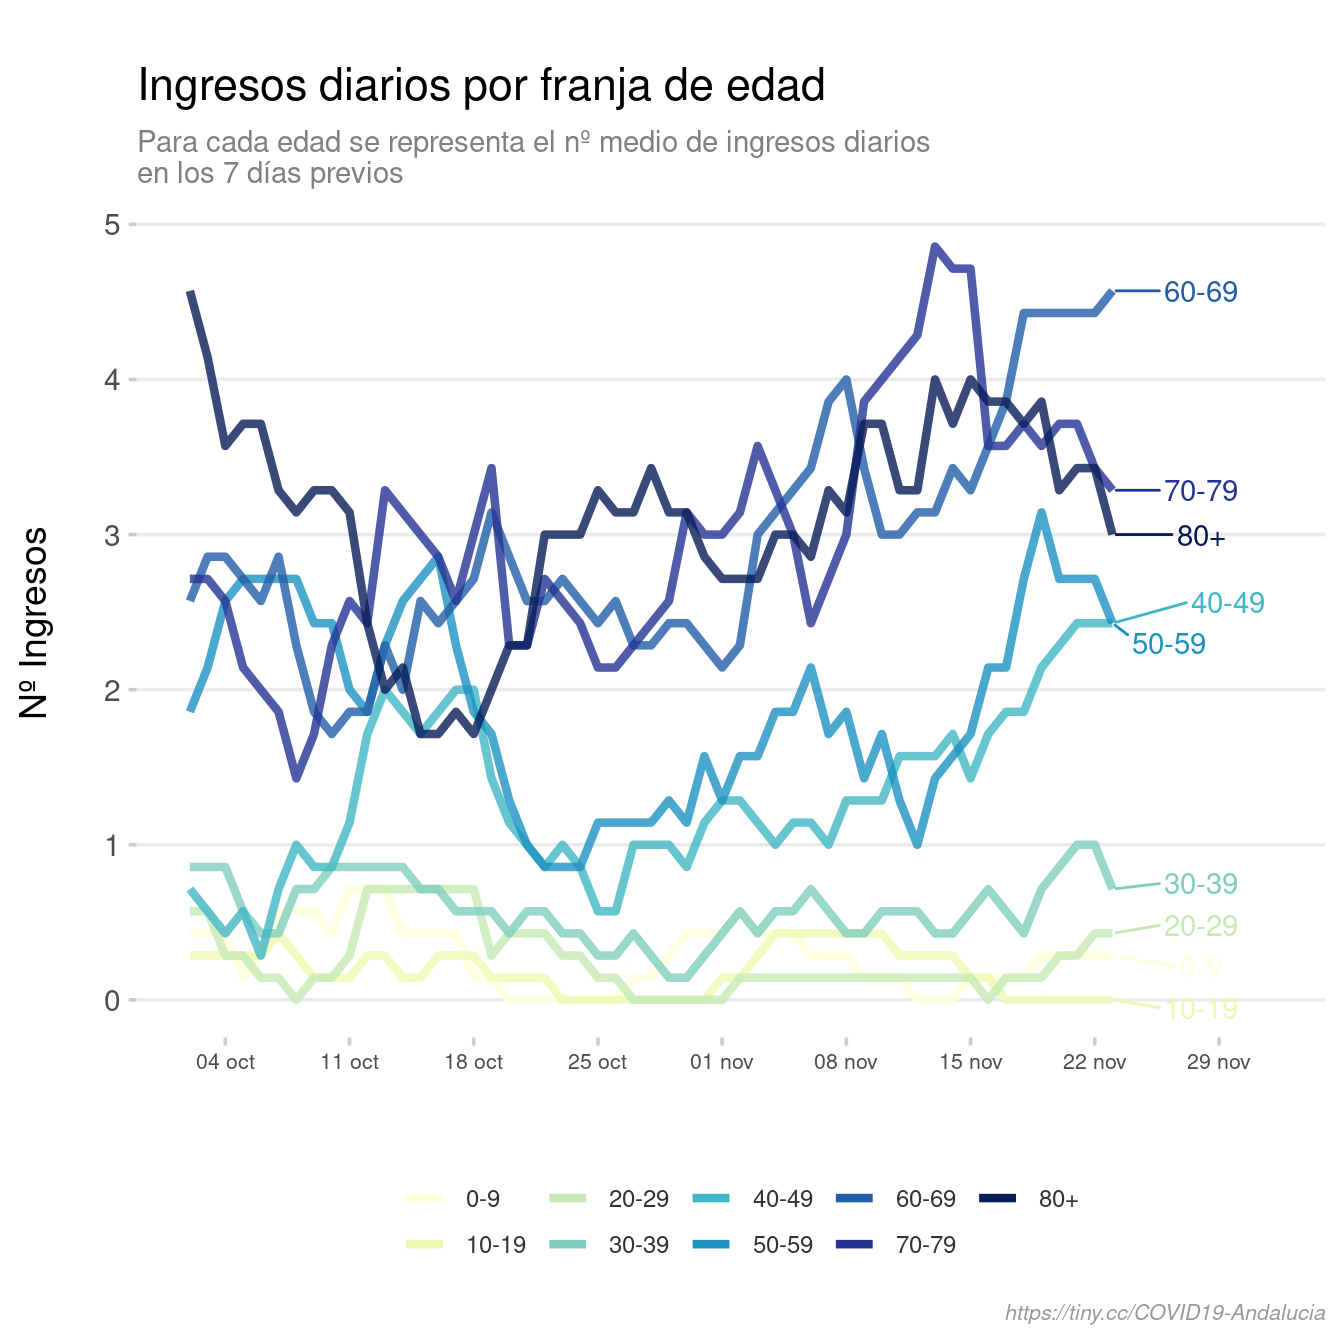 Ingresos diarios por franja de edad
Para cada edad se representa el nº medio de ingresos diarios
en los 7 días previos
Nº Ingresos
5
4
3
2
1
0
60-69
70-79
80+
40-49
50-59
30-39
20-29
0-9
10-19
04 oct 11 oct 18 oct 25 oct 01 nov 08 nov 15 nov 22 nov 29 nov
0-9 20-29 40-49 60-69 80+
10-19 30-39 50-59 70-79
https://tiny.cc/COVID19-Andalucia